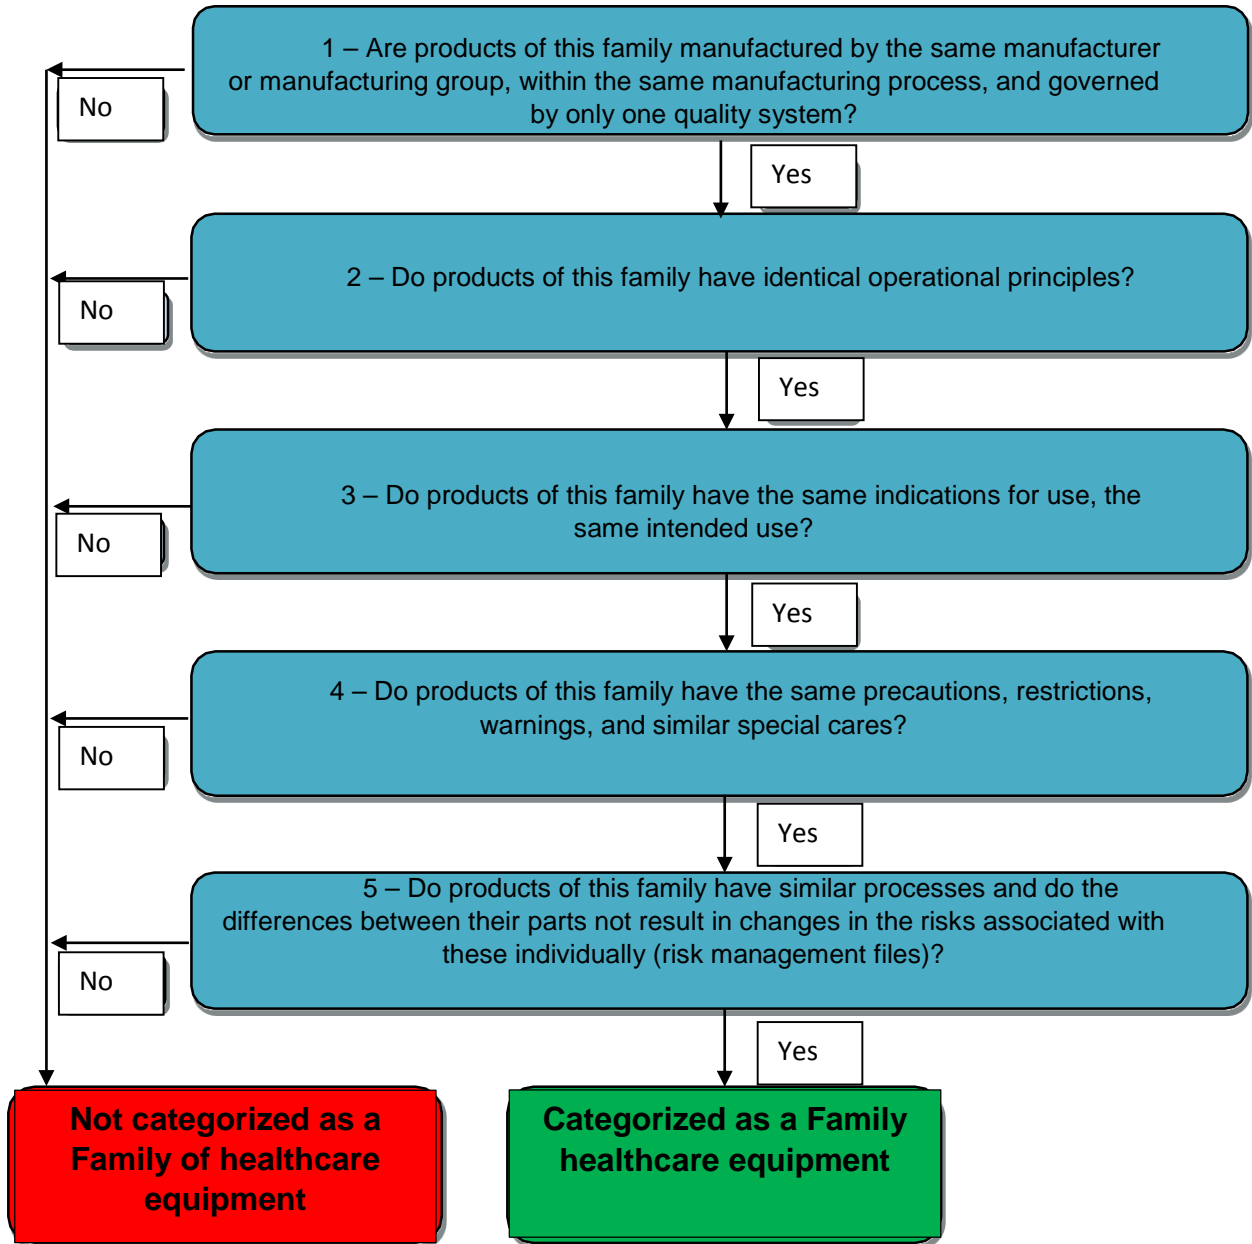 1 – Are products of this family manufactured by the same manufacturer
or manufacturing group, within the same manufacturing process, and governed
by only one quality system?
No
Yes
2 – Do products of this family have identical operational principles?
No
Yes
3 – Do products of this family have the same indications for use, the
same intended use?
No
Yes
4 – Do products of this family have the same precautions, restrictions,
warnings, and similar special cares?
No
Yes
5 – Do products of this family have similar processes and do the
differences between their parts not result in changes in the risks associated with
these individually (risk management files)?
No
Yes
Not categorized as a
Family of healthcare
equipment
Categorized as a Family
healthcare equipment